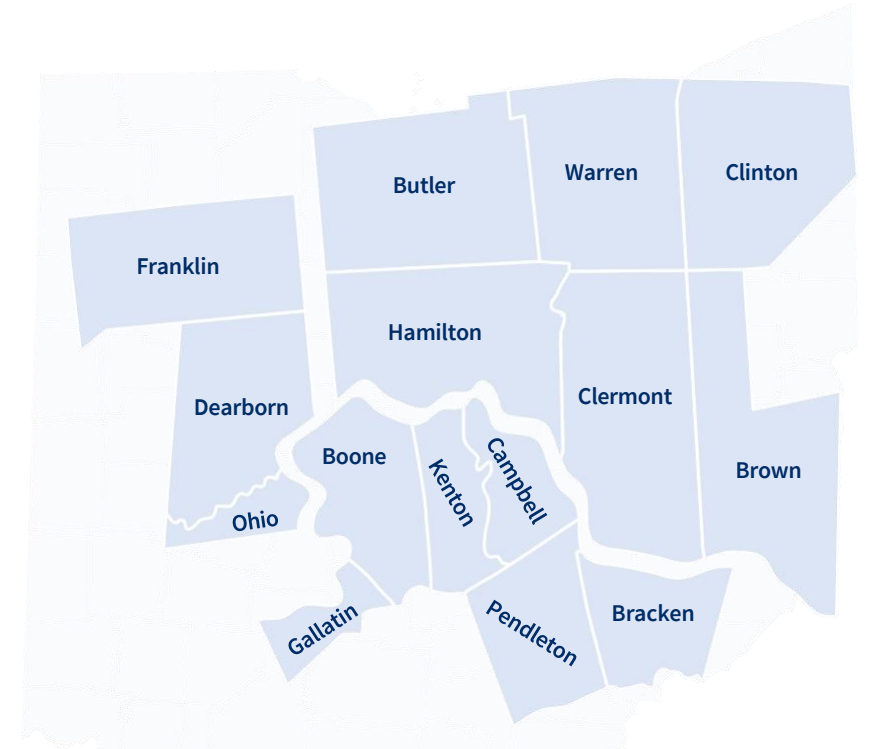 Butler
Warren
Clinton
Franklin
Hamilton
Dearborn
Clermont
Boone
Kenton
Campbell
Brown
Ohio
Gallatin
Pendleton
Bracken